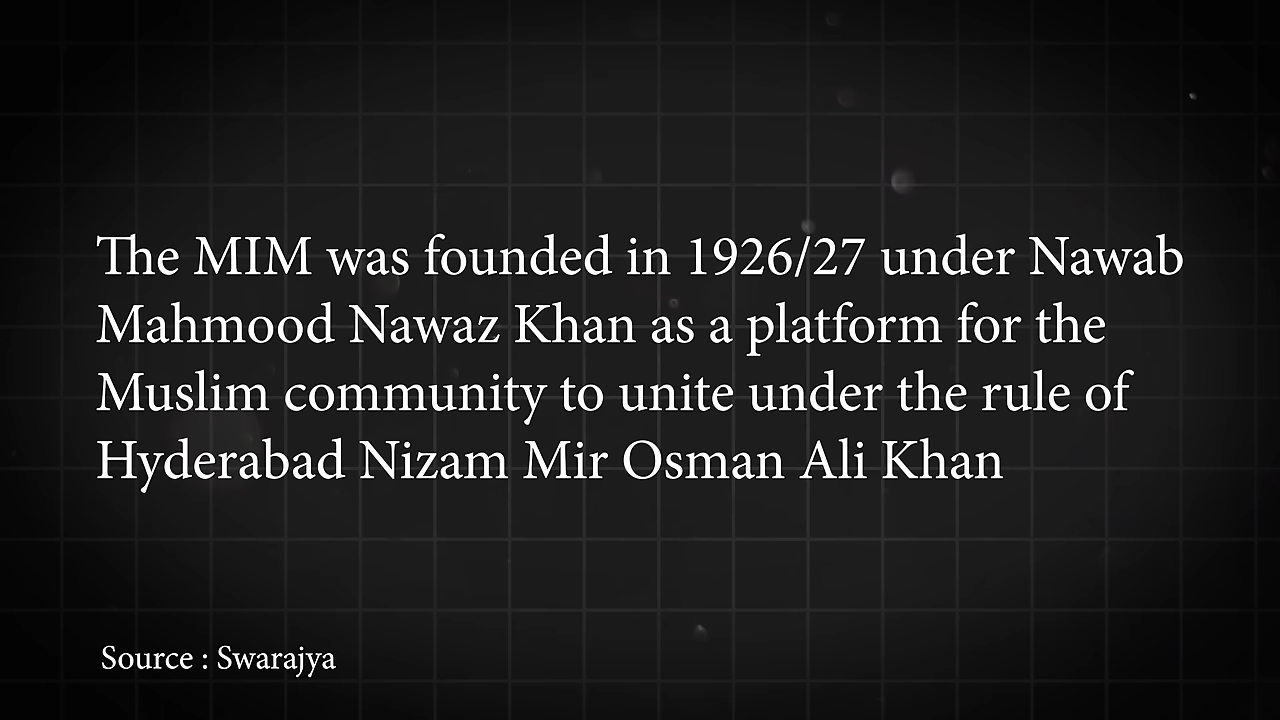 The MIM was founded in 1926/27 under Nawab
Mahmood Nawaz Khan as a platform for the
Muslim community to unite under the rule of
Hyderabad Nizam Mir Osman Ali Khan
Source : Swarajya